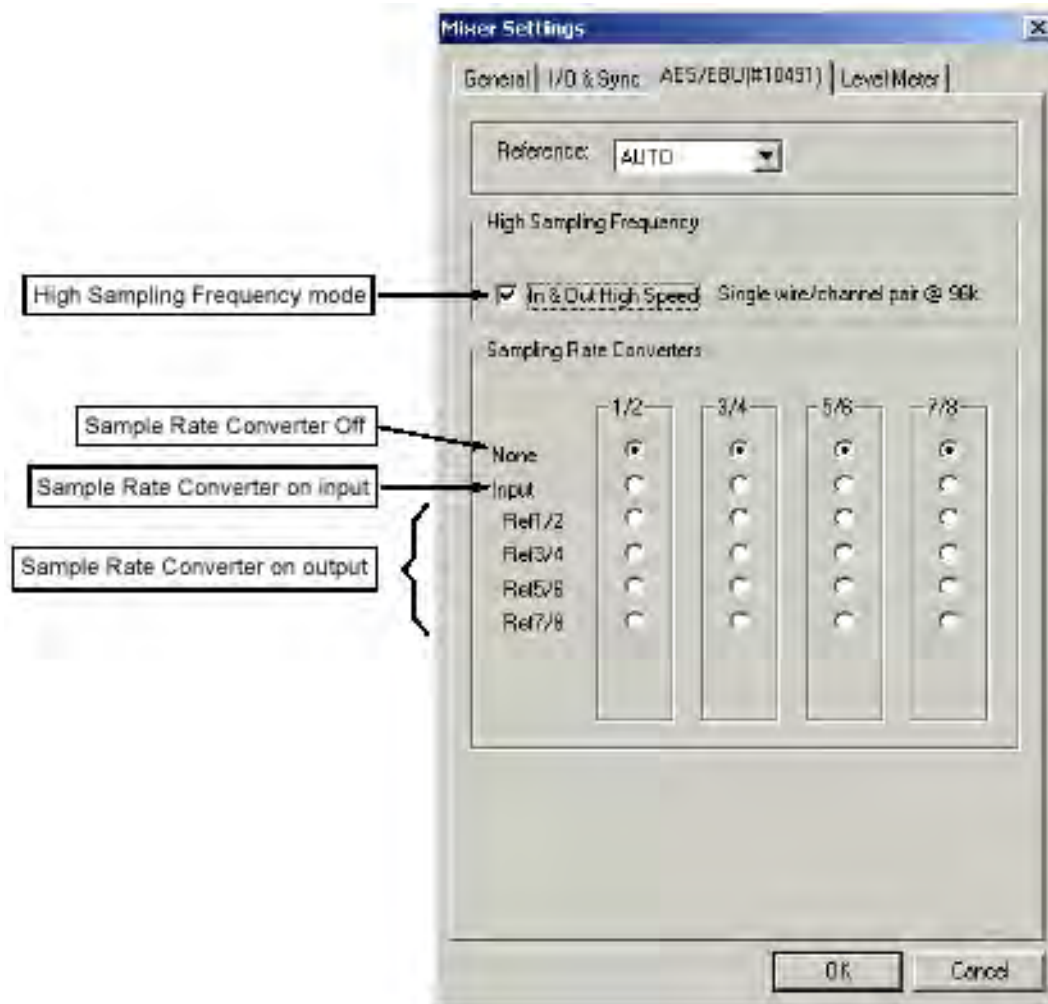 Mixer Settings
General I/O & Sync AES/EBU(#10491) Level Meter
Reference: AUTO
High Sampling Frequency
High Sampling Frequency mode
In & Out High Speed Single wire/channel pair @ 96k
Sampling Rate Converters
1/2 3/4 5/6 7/8
Sample Rate Converter Off
None
Sample Rate Converter on input
Input
Ref1/2
Ref3/4
Sample Rate Converter on output
Ref5/6
Ref7/8
OK Cancel